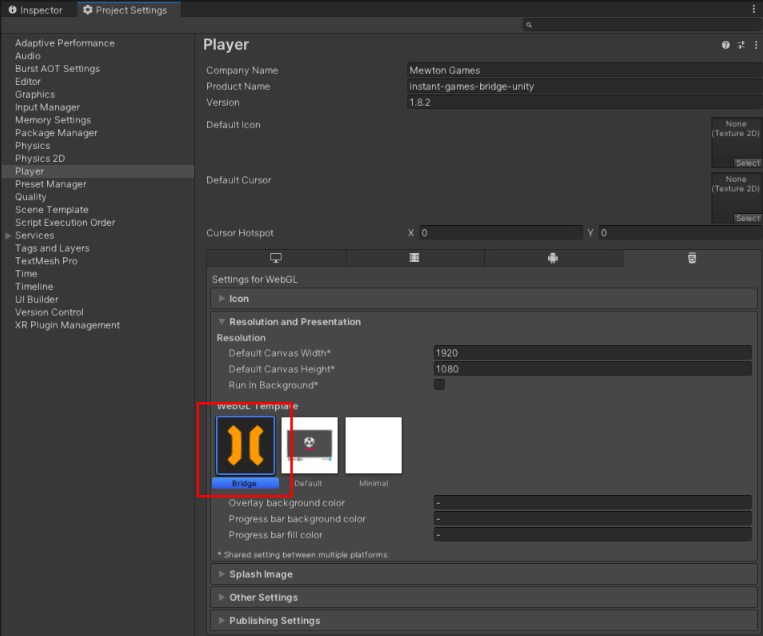 Inspector
Project Settings
Adaptive Performance
Audio
Burst AOT Settings
Editor
Graphics
Input Manager
Memory Settings
Package Manager
Physics
Physics 2D
Player
Preset Manager
Quality
Scene Template
Script Execution Order
Services
Tags and Layers
TextMesh Pro
Time
Timeline
UI Builder
Version Control
XR Plugin Management
Player
Company Name Mewton Games
Product Name instant-games-bridge-unity
Version 1.8.2
Default Icon
None
(Texture 2D)
Select
Default Cursor
None
(Texture 2D)
Select
Cursor Hotspot X 0 Y 0
Settings for WebGL
Icon
Resolution and Presentation
Resolution
Default Canvas Width* 1920
Default Canvas Height* 1080
Run In Background*
WebGL Template
Bridge Default Minimal
Overlay background color -
Progress bar background color -
Progress bar fill color -
* Shared setting between multiple platforms.
Splash Image
Other Settings
Publishing Settings